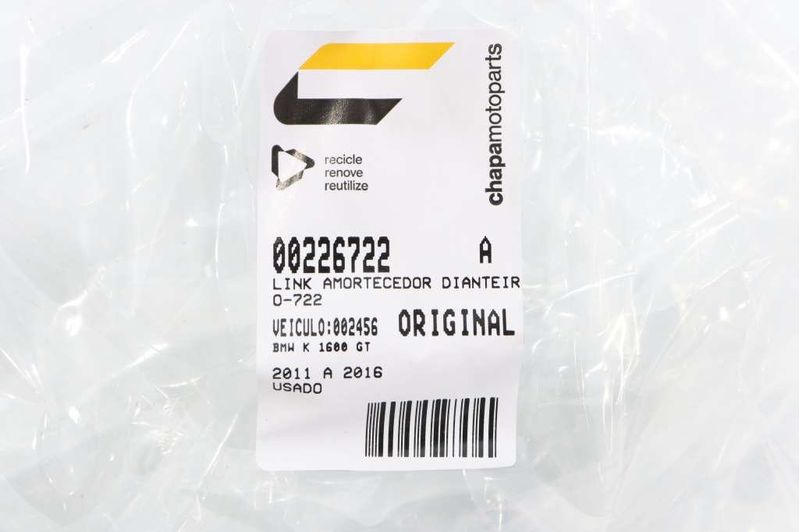 chapamotoparts
recicle
renove
reutilize
00226722 A
LINK AMORTECEDOR DIANTEIR
O-722
VEICULO:002456 ORIGINAL
BMW K 1600 GT
2011 A 2016
USADO